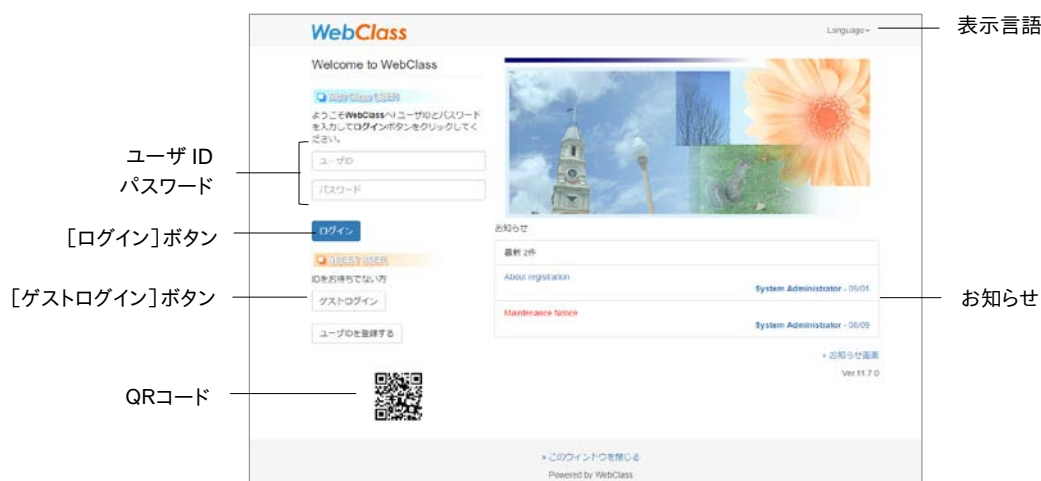 WebClass
Language
表示言語
Welcome to WebClass
Web Class USER
ようこそWebClassへ! ユーザIDとパスワード
を入力してログインボタンをクリックしてく
ださい。
ユーザ ID
パスワード
ユーザID
パスワード
[ログイン]ボタン
ログイン
GUEST USER
IDをお持ちでない方
[ゲストログイン]ボタン
ゲストログイン
ユーザIDを登録する
QRコード
お知らせ
最新 2件
About registration
System Administrator - 09/01
Maintenance Notice
System Administrator - 06/09
お知らせ
» お知らせ画面
Ver.11.7.0
» このウィンドウを閉じる
Powered by WebClass